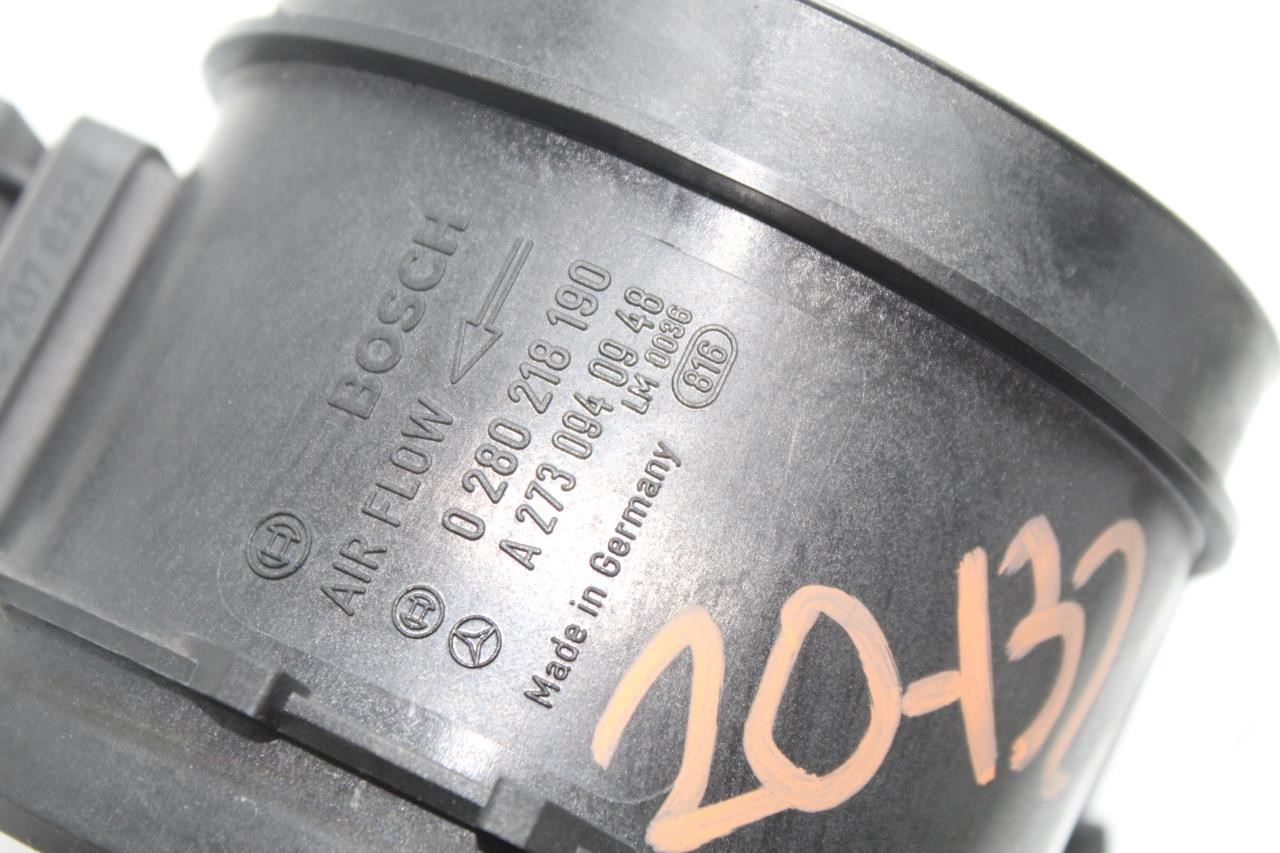 BOSCH
AIR FLOW
0 280 218 190
A 273 094 09 48
LM 0036
816
Made in Germany
20-132